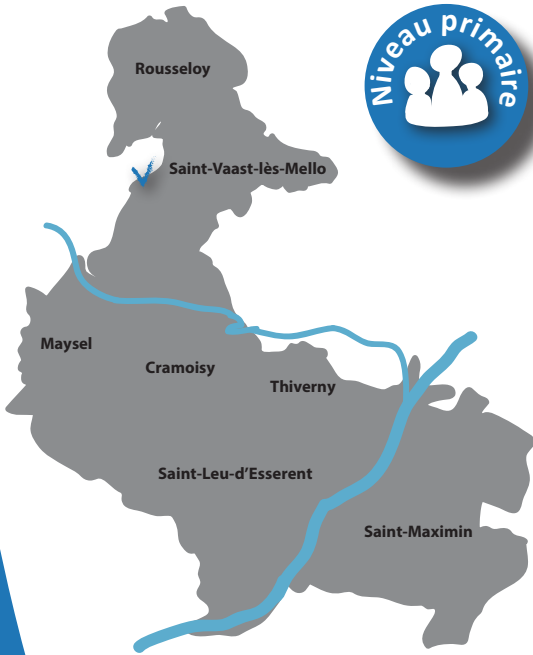 Niveau primaire
Rousseloy
Saint-Vaast-lès-Mello
Maysel
Cramoisy
Thiverny
Saint-Leu-d'Esserent
Saint-Maximin